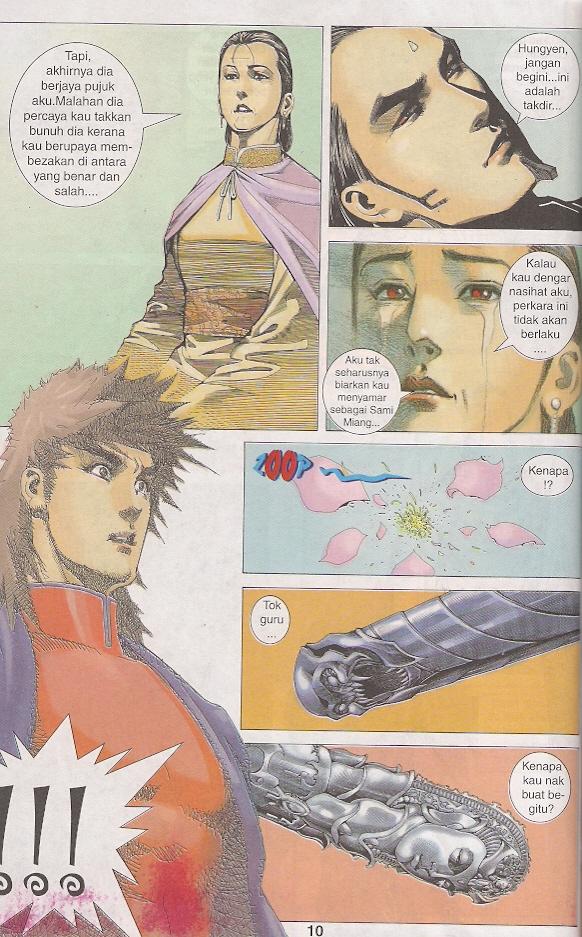 Tapi,
akhirnya dia
berjaya pujuk
aku.Malahan dia
percaya kau takkan
bunuh dia kerana
kau berupaya mem-
bezakan di antara
yang benar dan
salah....
Hungyen,
jangan
begini...ini
adalah
takdir...
Kalau
kau dengar
nasihat aku,
perkara ini
tidak akan
berlaku
....
Aku tak
seharusnya
biarkan kau
menyamar
sebagai Sami
Miang...
ZOOP
Kenapa
!?
Tok
guru
...
Kenapa
kau nak
buat be-
gitu?
!!!
10